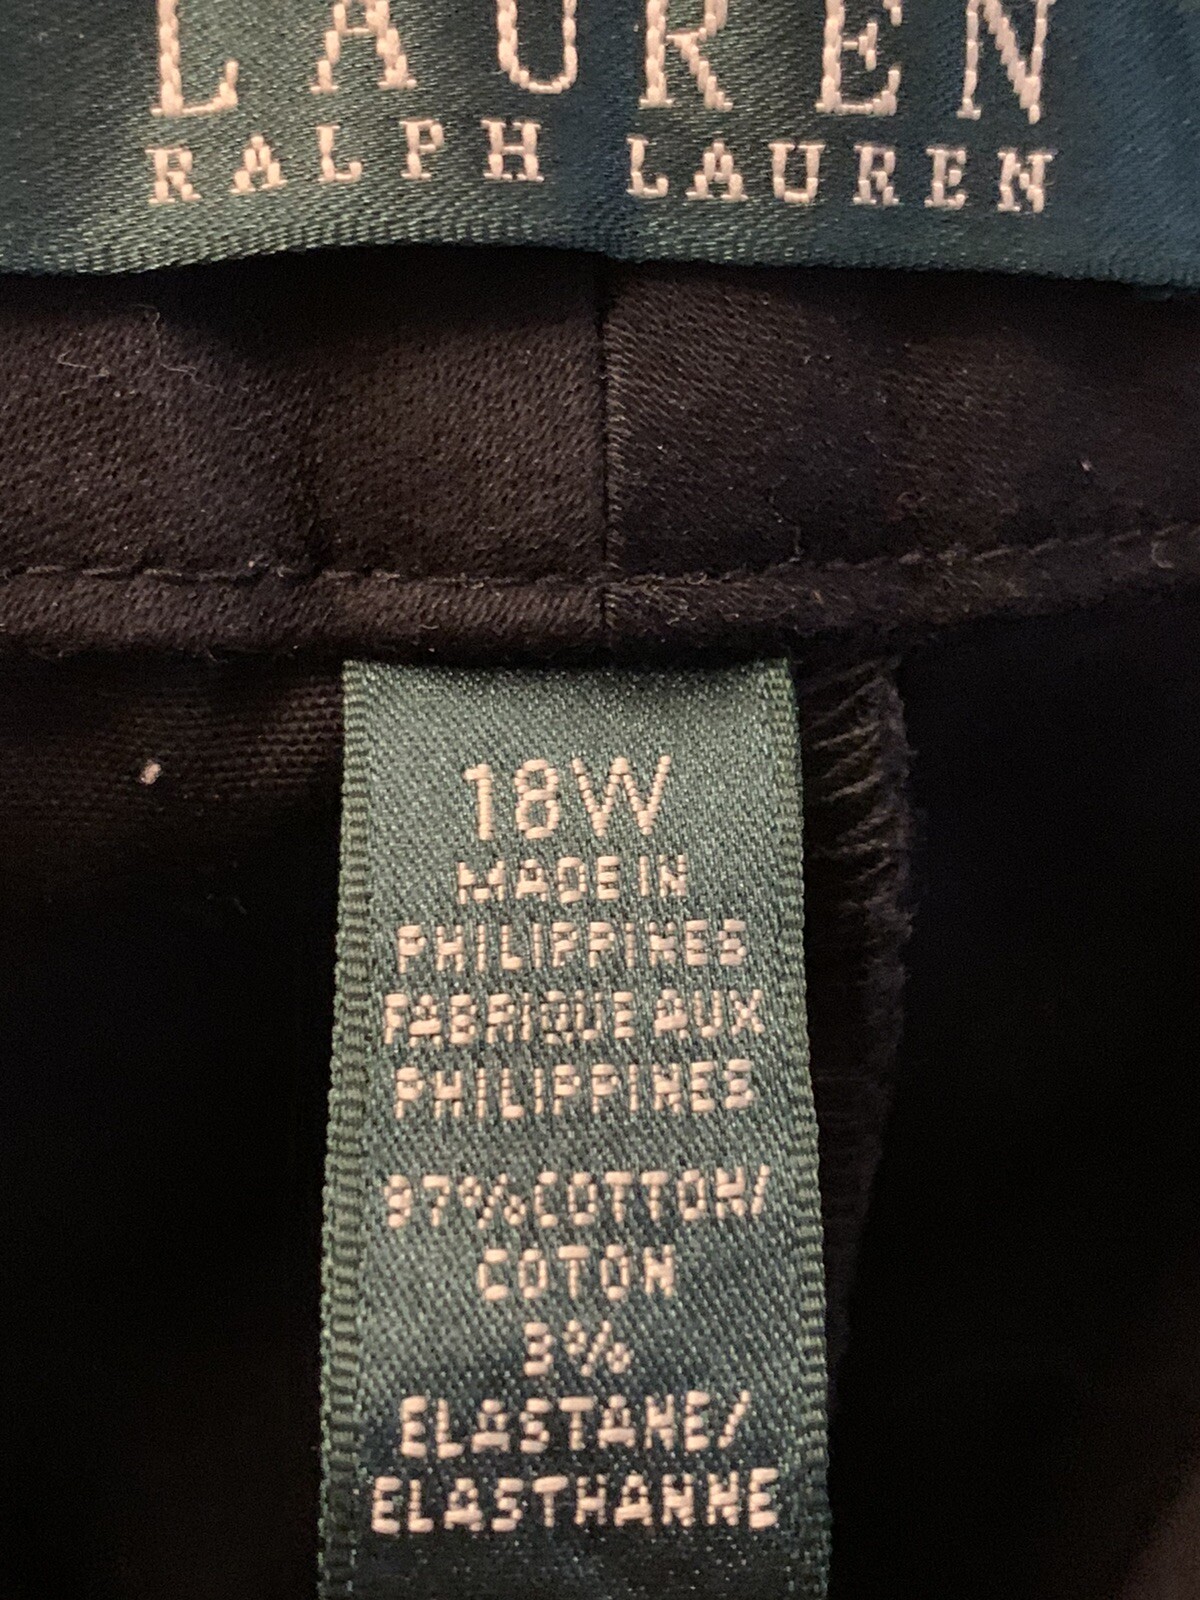 LAUREN
RALPH LAUREN
18W
MADE IN
PHILIPPINES
FABRIQUE AUX
PHILIPPINES
97% COTTON/
COTON
3%
ELASTANE/
ELASTHANNE